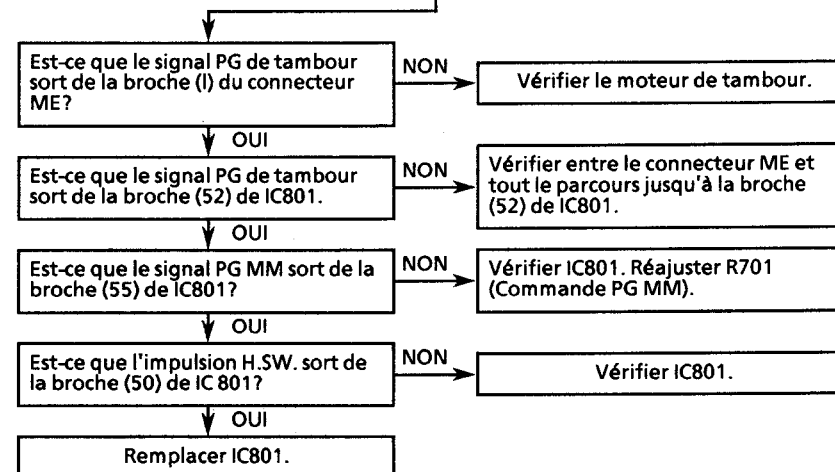 Est-ce que le signal PG de tambour
sort de la broche (l) du connecteur
ME?
NON
Vérifier le moteur de tambour.
OUI
Est-ce que le signal PG de tambour
sort de la broche (52) de IC801.
NON
Vérifier entre le connecteur ME et
tout le parcours jusqu'à la broche
(52) de IC801.
OUI
Est-ce que le signal PG MM sort de la
broche (55) de IC801?
NON
Vérifier IC801. Réajuster R701
(Commande PG MM).
OUI
Est-ce que l'impulsion H.SW. sort de
la broche (50) de IC 801?
NON
Vérifier IC801.
OUI
Remplacer IC801.